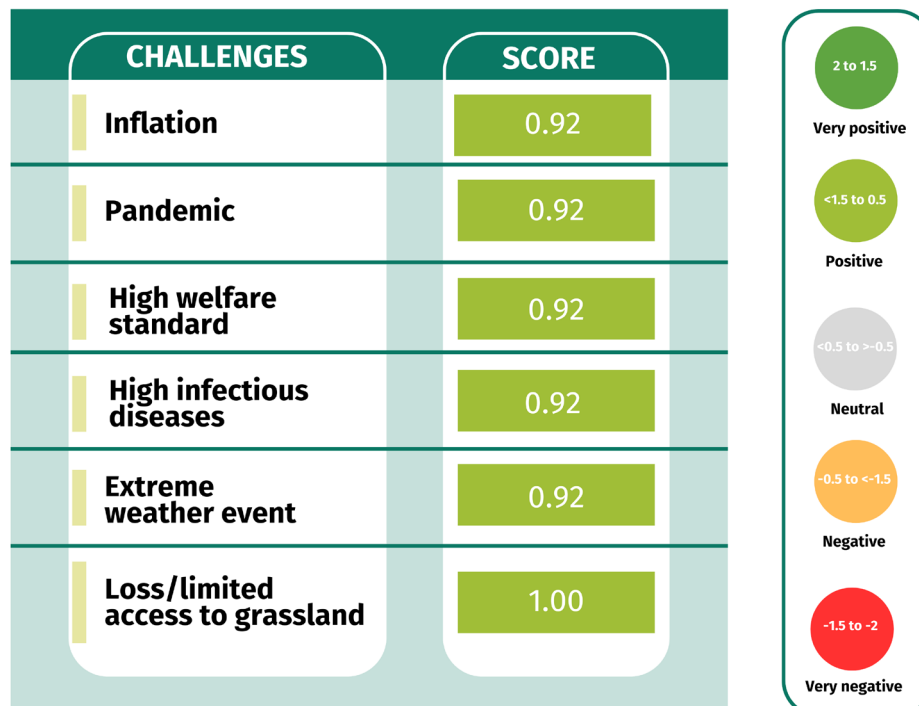 CHALLENGES
SCORE
Inflation
0.92
Pandemic
0.92
High welfare
standard
0.92
High infectious
diseases
0.92
Extreme
weather event
0.92
Loss/limited
access to grassland
1.00
2 to 1.5
Very positive
<1.5 to 0.5
Positive
<0.5 to >-0.5
Neutral
-0.5 to <-1.5
Negative
-1.5 to -2
Very negative